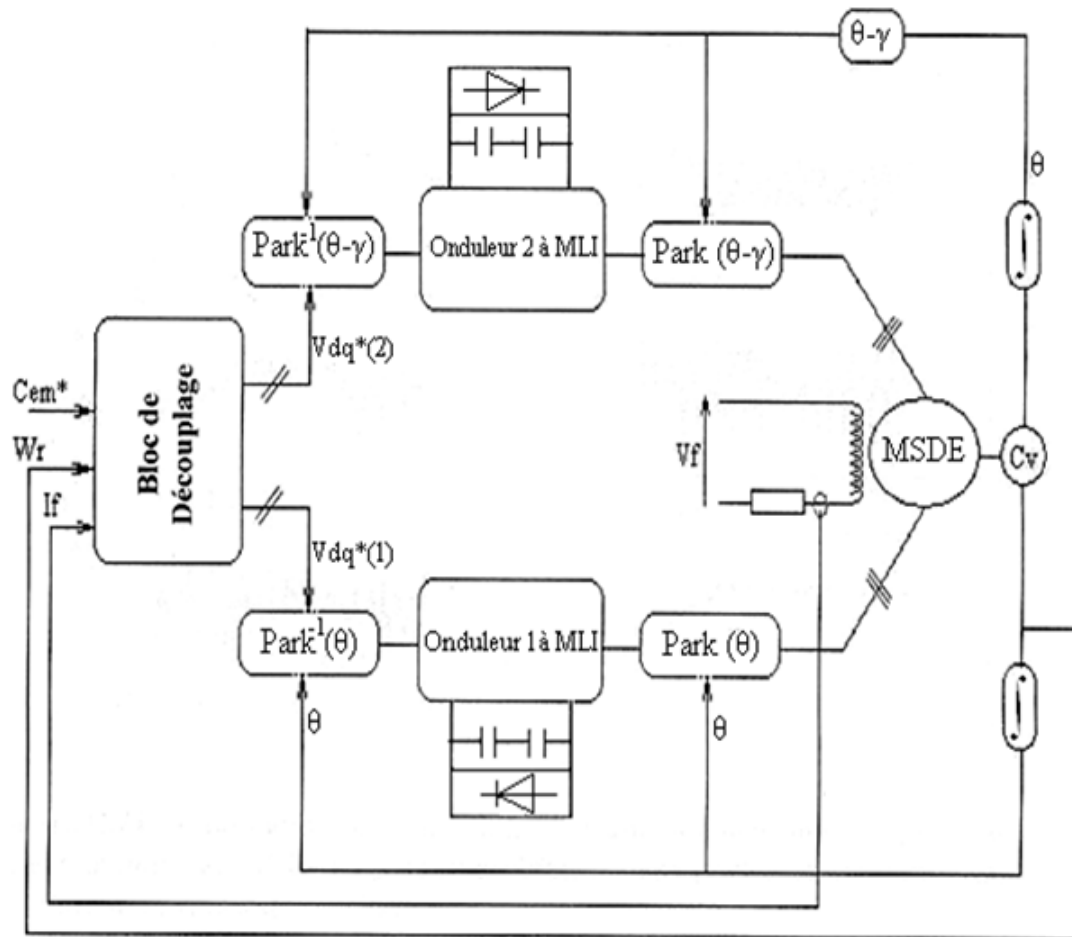 θ-γ
θ
Park⁻¹(θ-γ)
Onduleur 2 à MLI
Park (θ-γ)
Vdq*(2)
Cem*
Wr
If
Bloc de
Découplage
Vf
MSDE
Cv
Vdq*(1)
Park⁻¹(θ)
Onduleur 1 à MLI
Park (θ)
θ
θ